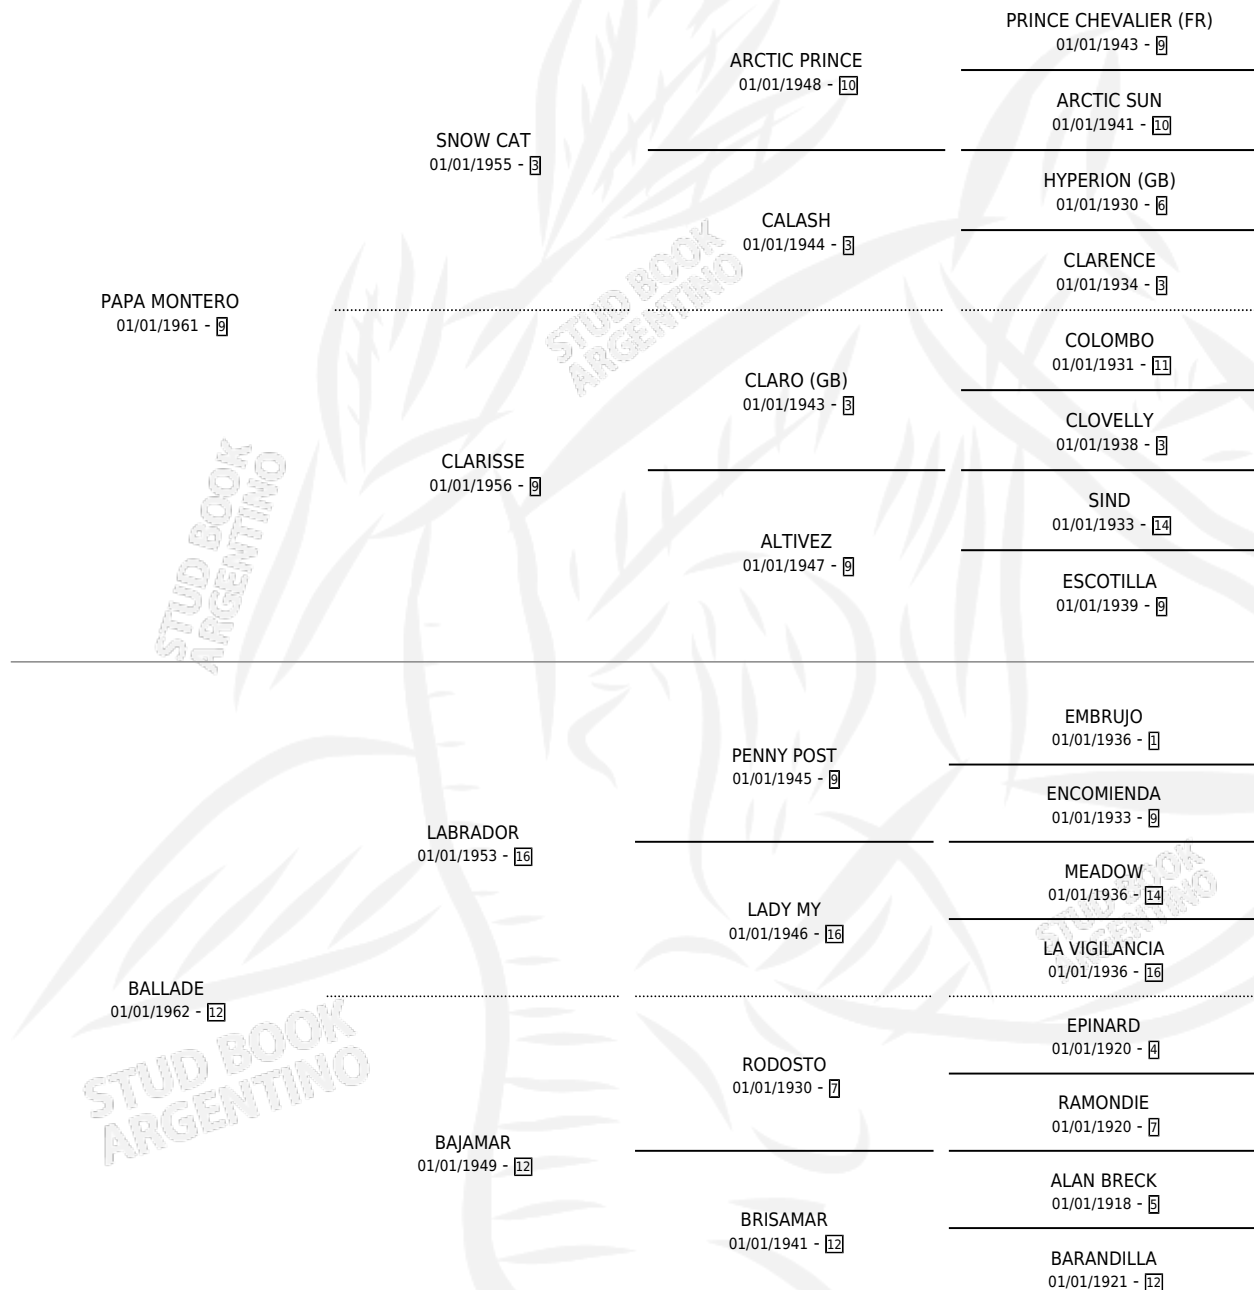 PRINCE CHEVALIER (FR)
01/01/1943 - 9
ARCTIC PRINCE
01/01/1948 - 10
ARCTIC SUN
01/01/1941 - 10
SNOW CAT
01/01/1955 - 3
HYPERION (GB)
01/01/1930 - 6
CALASH
01/01/1944 - 3
CLARENCE
01/01/1934 - 3
PAPA MONTERO
01/01/1961 - 9
COLOMBO
01/01/1931 - 11
CLARO (GB)
01/01/1943 - 3
CLOVELLY
01/01/1938 - 3
CLARISSE
01/01/1956 - 9
SIND
01/01/1933 - 14
ALTIVEZ
01/01/1947 - 9
ESCOTILLA
01/01/1939 - 9
EMBRUJO
01/01/1936 - 1
PENNY POST
01/01/1945 - 9
ENCOMIENDA
01/01/1933 - 9
LABRADOR
01/01/1953 - 16
MEADOW
01/01/1936 - 14
LADY MY
01/01/1946 - 16
LA VIGILANCIA
01/01/1936 - 16
BALLADE
01/01/1962 - 12
EPINARD
01/01/1920 - 4
RODOSTO
01/01/1930 - 7
RAMONDIE
01/01/1920 - 7
BAJAMAR
01/01/1949 - 12
ALAN BRECK
01/01/1918 - 5
BRISAMAR
01/01/1941 - 12
BARANDILLA
01/01/1921 - 12
STUD BOOK
ARGENTINO
STUD BOOK
ARGENTINO
STUD BOOK
ARGENTINO
STUD BOOK
ARGENTINO